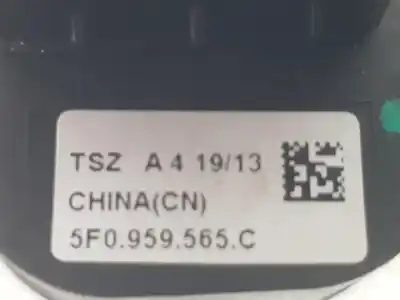 TSZ A 4 19/13
CHINA(CN)
5F0.959.565.C